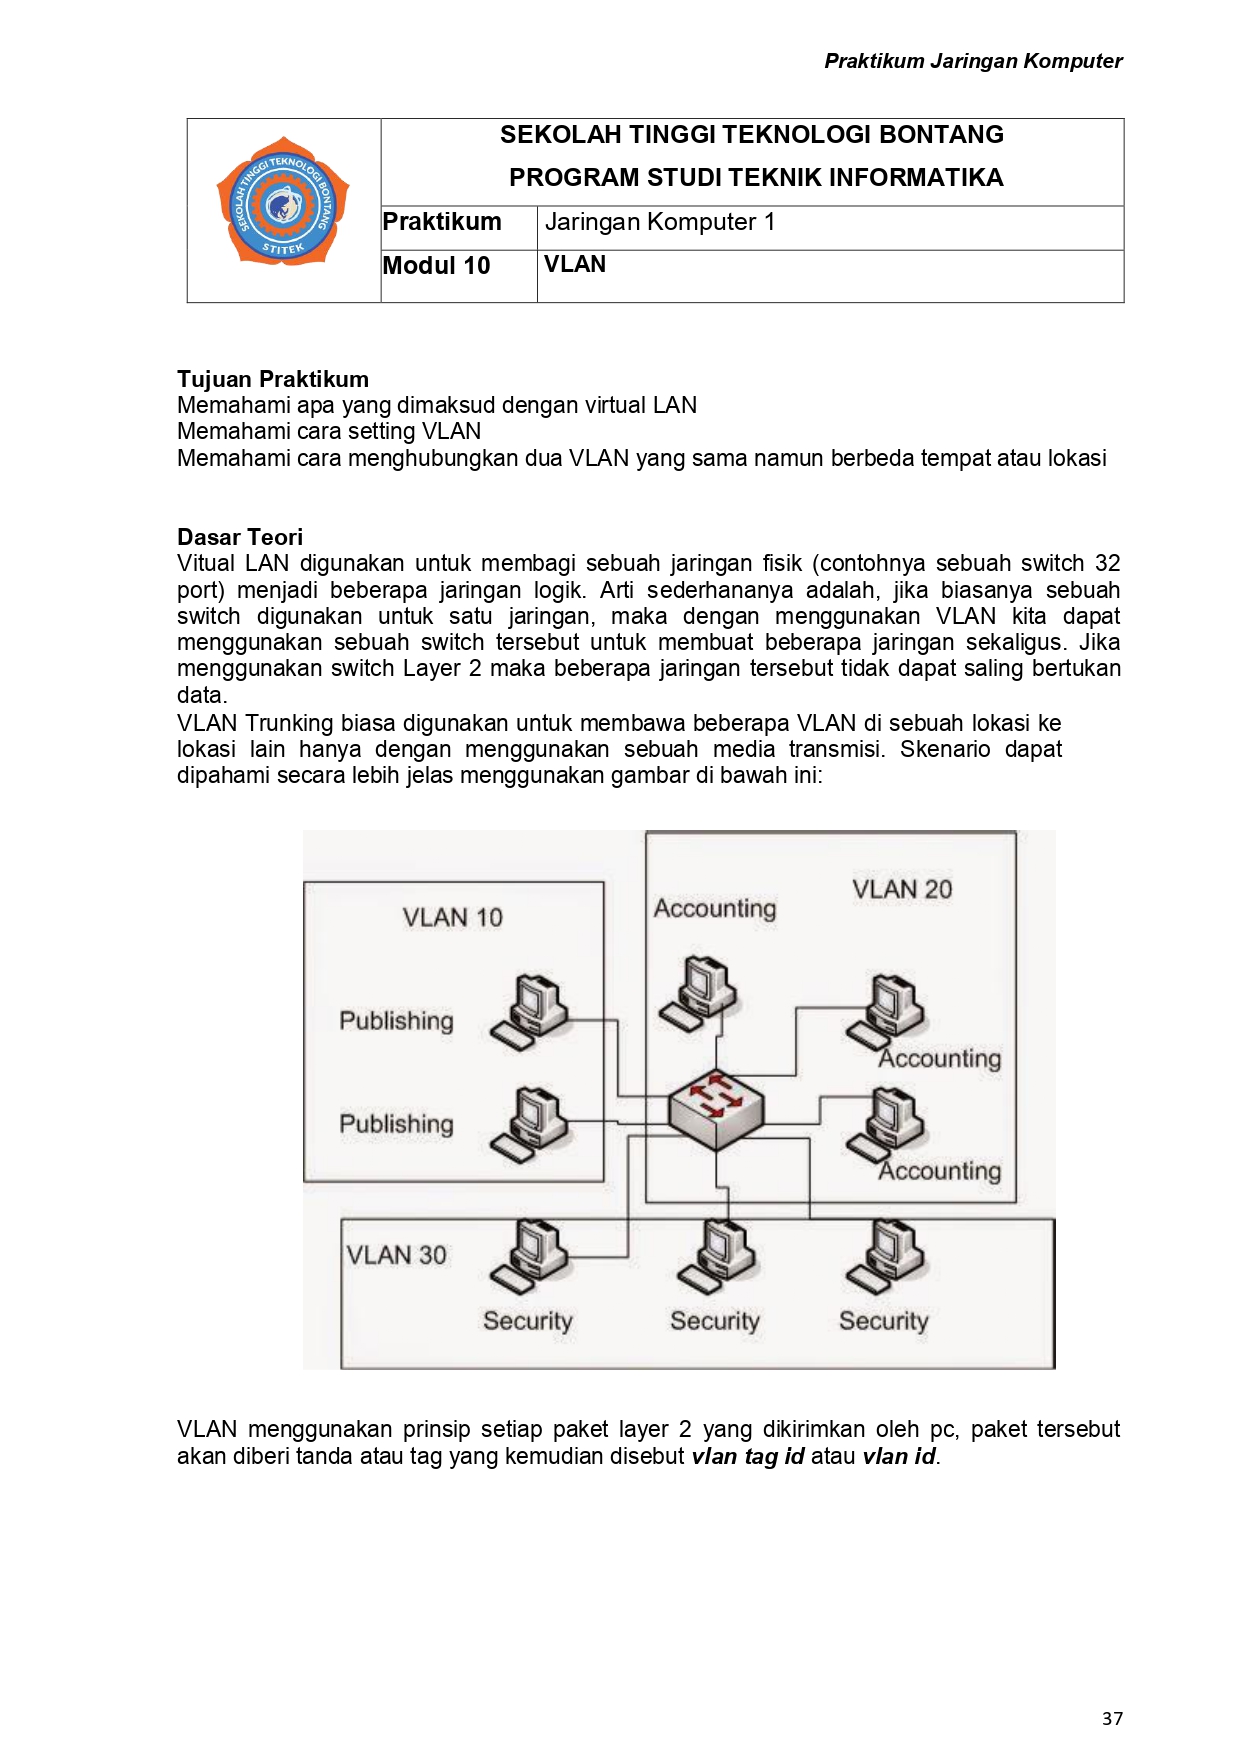 Praktikum Jaringan Komputer
SEKOLAH TINGGI TEKNOLOGI BONTANG
STITEK
SEKOLAH TINGGI TEKNOLOGI BONTANG
PROGRAM STUDI TEKNIK INFORMATIKA
Praktikum Jaringan Komputer 1
Modul 10 VLAN
Tujuan Praktikum
Memahami apa yang dimaksud dengan virtual LAN
Memahami cara setting VLAN
Memahami cara menghubungkan dua VLAN yang sama namun berbeda tempat atau lokasi
Dasar Teori
Vitual LAN digunakan untuk membagi sebuah jaringan fisik (contohnya sebuah switch 32
port) menjadi beberapa jaringan logik. Arti sederhananya adalah, jika biasanya sebuah
switch digunakan untuk satu jaringan, maka dengan menggunakan VLAN kita dapat
menggunakan sebuah switch tersebut untuk membuat beberapa jaringan sekaligus. Jika
menggunakan switch Layer 2 maka beberapa jaringan tersebut tidak dapat saling bertukan
data.
VLAN Trunking biasa digunakan untuk membawa beberapa VLAN di sebuah lokasi ke
lokasi lain hanya dengan menggunakan sebuah media transmisi. Skenario dapat
dipahami secara lebih jelas menggunakan gambar di bawah ini:
VLAN 10
Publishing
Publishing
VLAN 20
Accounting
Accounting
Accounting
VLAN 30
Security
Security
Security
VLAN menggunakan prinsip setiap paket layer 2 yang dikirimkan oleh pc, paket tersebut
akan diberi tanda atau tag yang kemudian disebut vlan tag id atau vlan id.
37